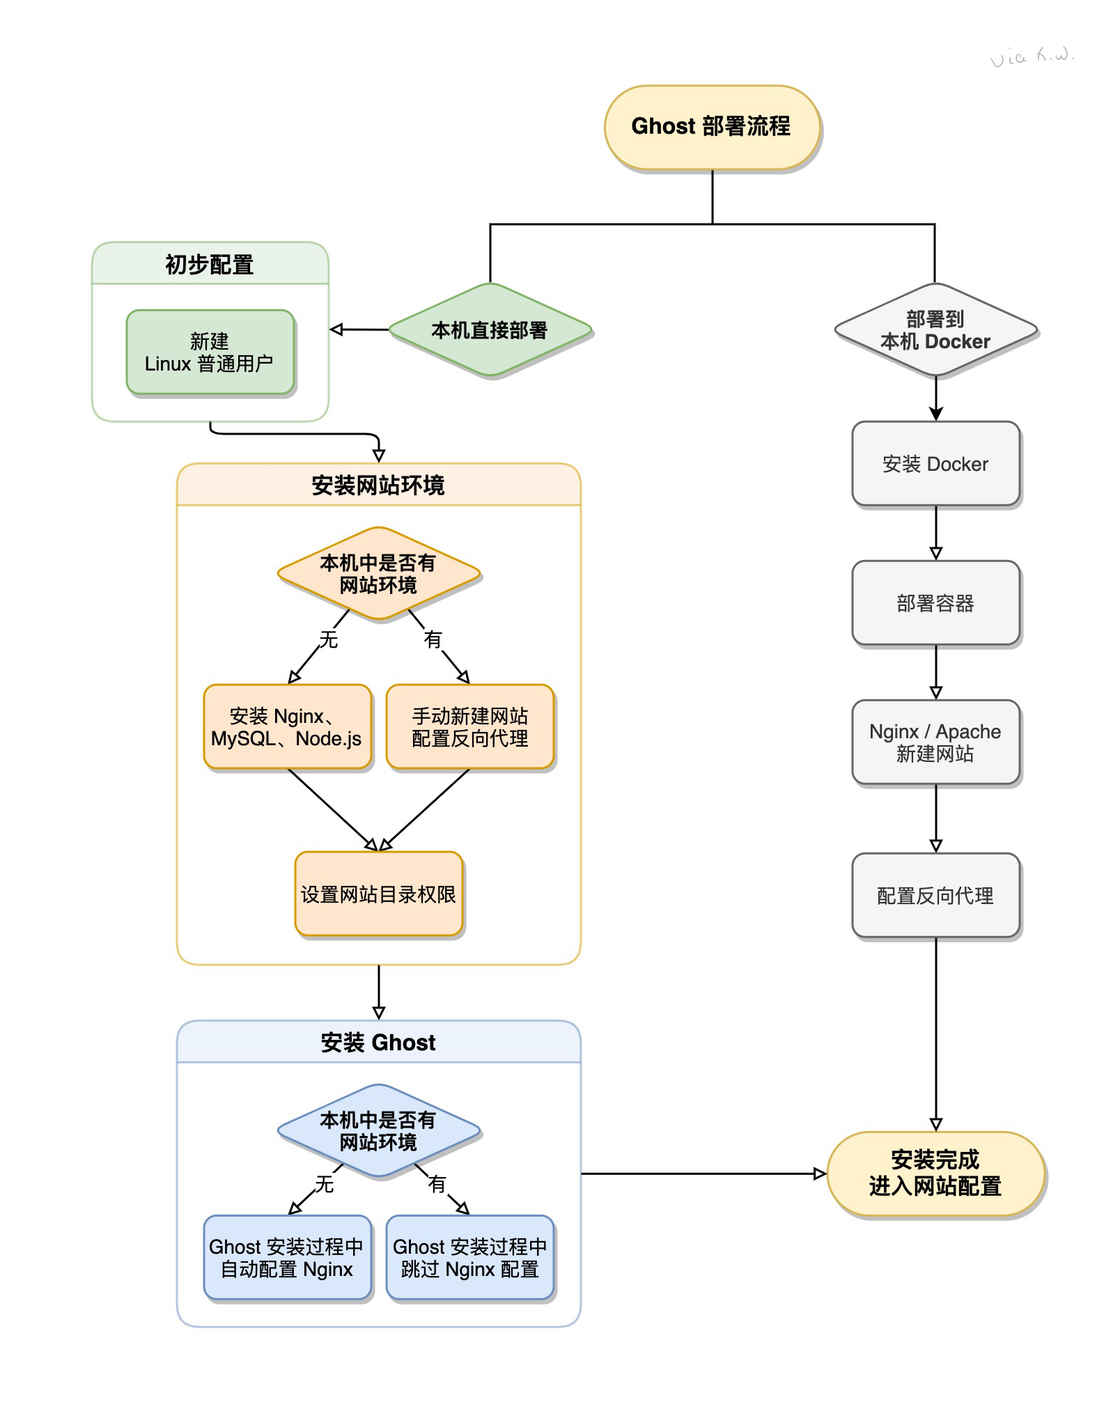 via K.W.
Ghost 部署流程
初步配置
新建
Linux 普通用户
本机直接部署
部署到
本机 Docker
安装 Docker
部署容器
Nginx / Apache
新建网站
配置反向代理
安装网站环境
本机中是否有
网站环境
无
有
安装 Nginx、
MySQL、Node.js
手动新建网站
配置反向代理
设置网站目录权限
安装 Ghost
本机中是否有
网站环境
无
有
Ghost 安装过程中
自动配置 Nginx
Ghost 安装过程中
跳过 Nginx 配置
安装完成
进入网站配置